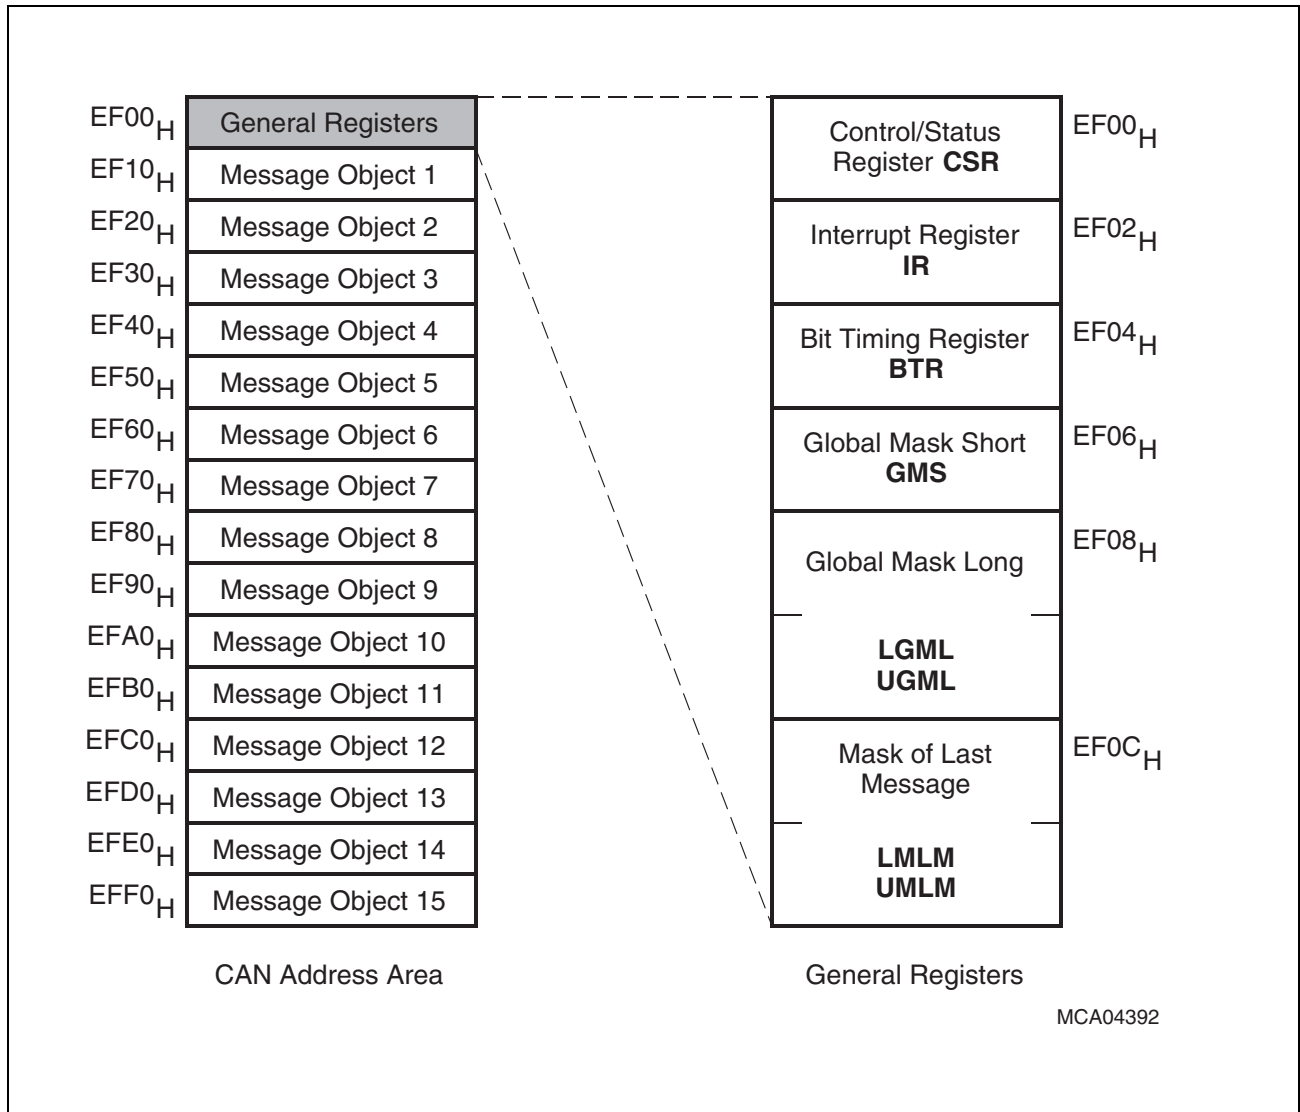 EF00H General Registers
EF10H Message Object 1
EF20H Message Object 2
EF30H Message Object 3
EF40H Message Object 4
EF50H Message Object 5
EF60H Message Object 6
EF70H Message Object 7
EF80H Message Object 8
EF90H Message Object 9
EFA0H Message Object 10
EFB0H Message Object 11
EFC0H Message Object 12
EFD0H Message Object 13
EFE0H Message Object 14
EFF0H Message Object 15
CAN Address Area
Control/Status EF00H
Register CSR
Interrupt Register EF02H
IR
Bit Timing Register EF04H
BTR
Global Mask Short EF06H
GMS
Global Mask Long EF08H
LGML
UGML
Mask of Last EF0CH
Message
LMLM
UMLM
General Registers
MCA04392